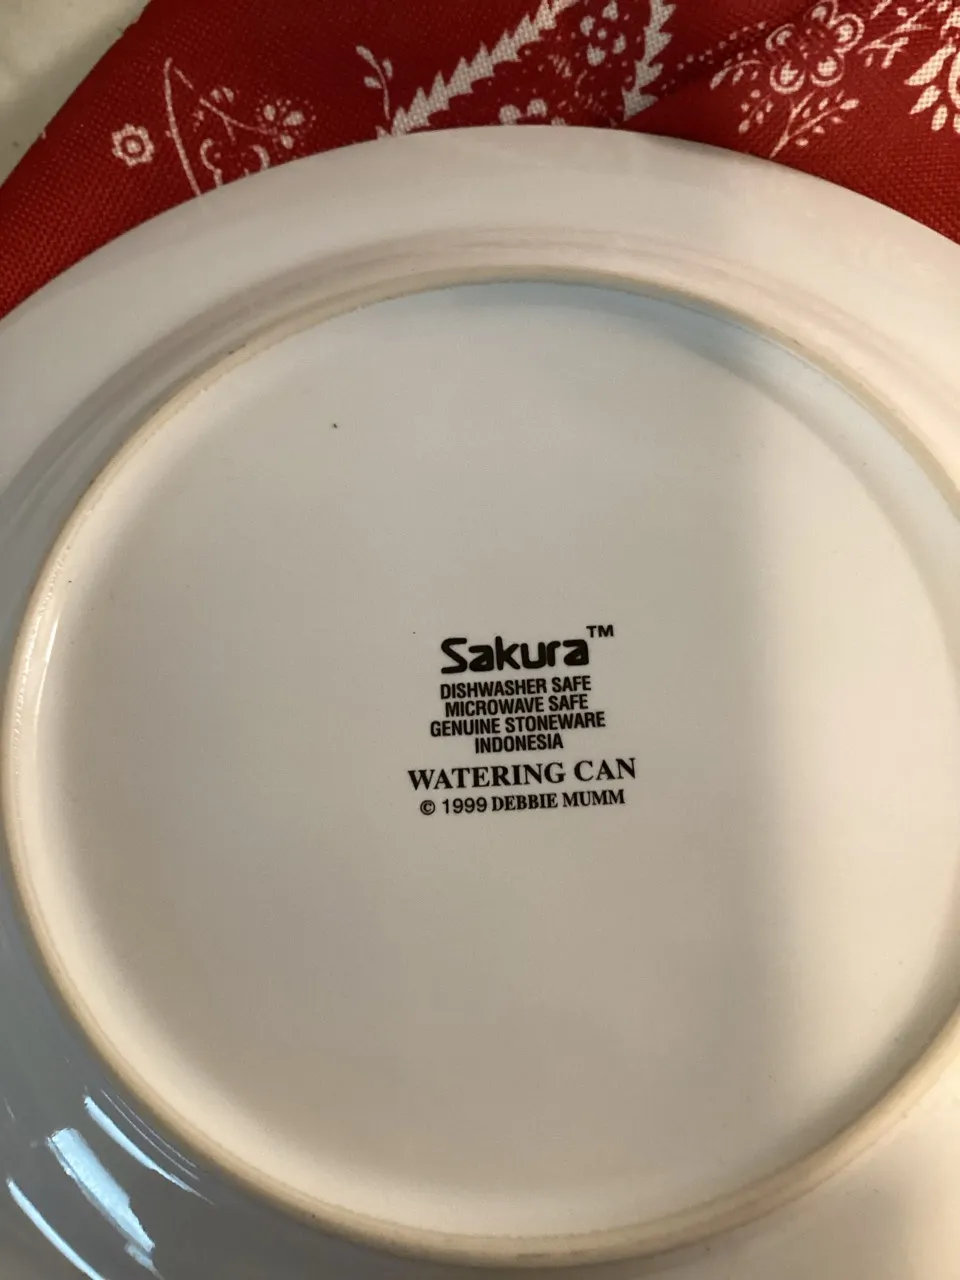 Sakura™
DISHWASHER SAFE
MICROWAVE SAFE
GENUINE STONEWARE
INDONESIA
WATERING CAN
© 1999 DEBBIE MUMM